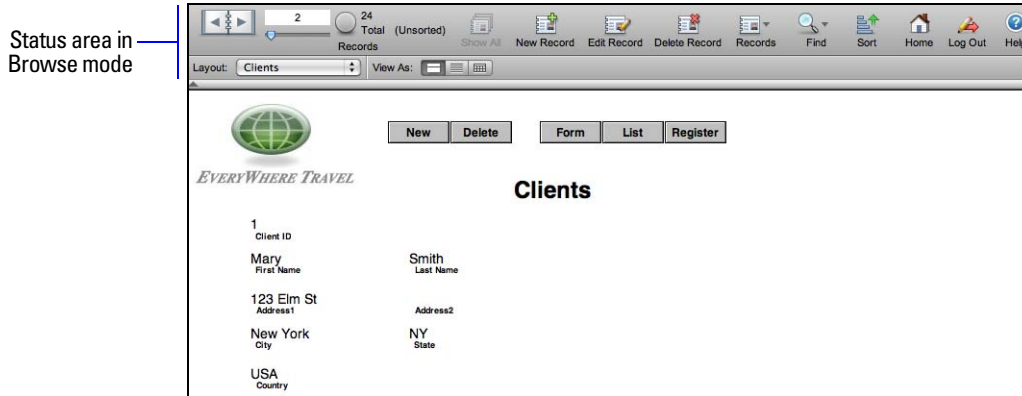 Status area in
Browse mode
2
24
Total (Unsorted)
Records
Show All
New Record
Edit Record
Delete Record
Records
Find
Sort
Home
Log Out
Hel
Layout: Clients
View As:
New
Delete
Form
List
Register
EVERYWHERE TRAVEL
Clients
1
Client ID
Mary
First Name
Smith
Last Name
123 Elm St
Address1
Address2
New York
City
NY
State
USA
Country